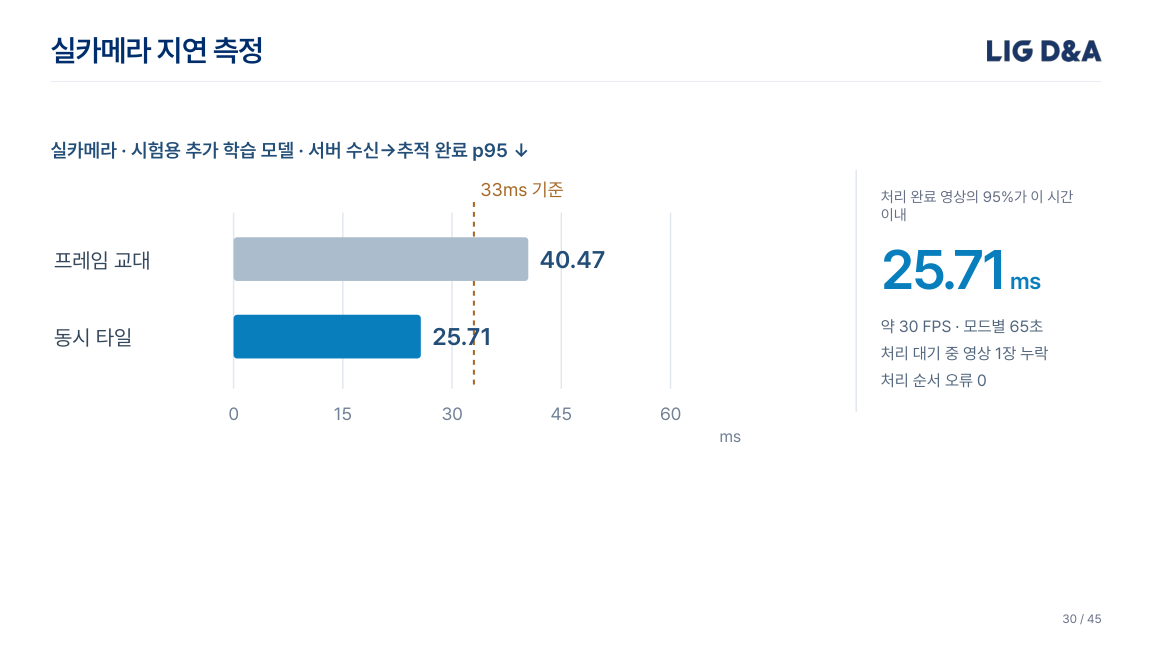 실카메라 지연 측정
LIG D&A
실카메라 · 시험용 추가 학습 모델 · 서버 수신→추적 완료 p95 ↓
33ms 기준
프레임 교대
40.47
동시 타일
25.71
0 15 30 45 60
ms
처리 완료 영상의 95%가 이 시간
이내
25.71 ms
약 30 FPS · 모드별 65초
처리 대기 중 영상 1장 누락
처리 순서 오류 0
30 / 45